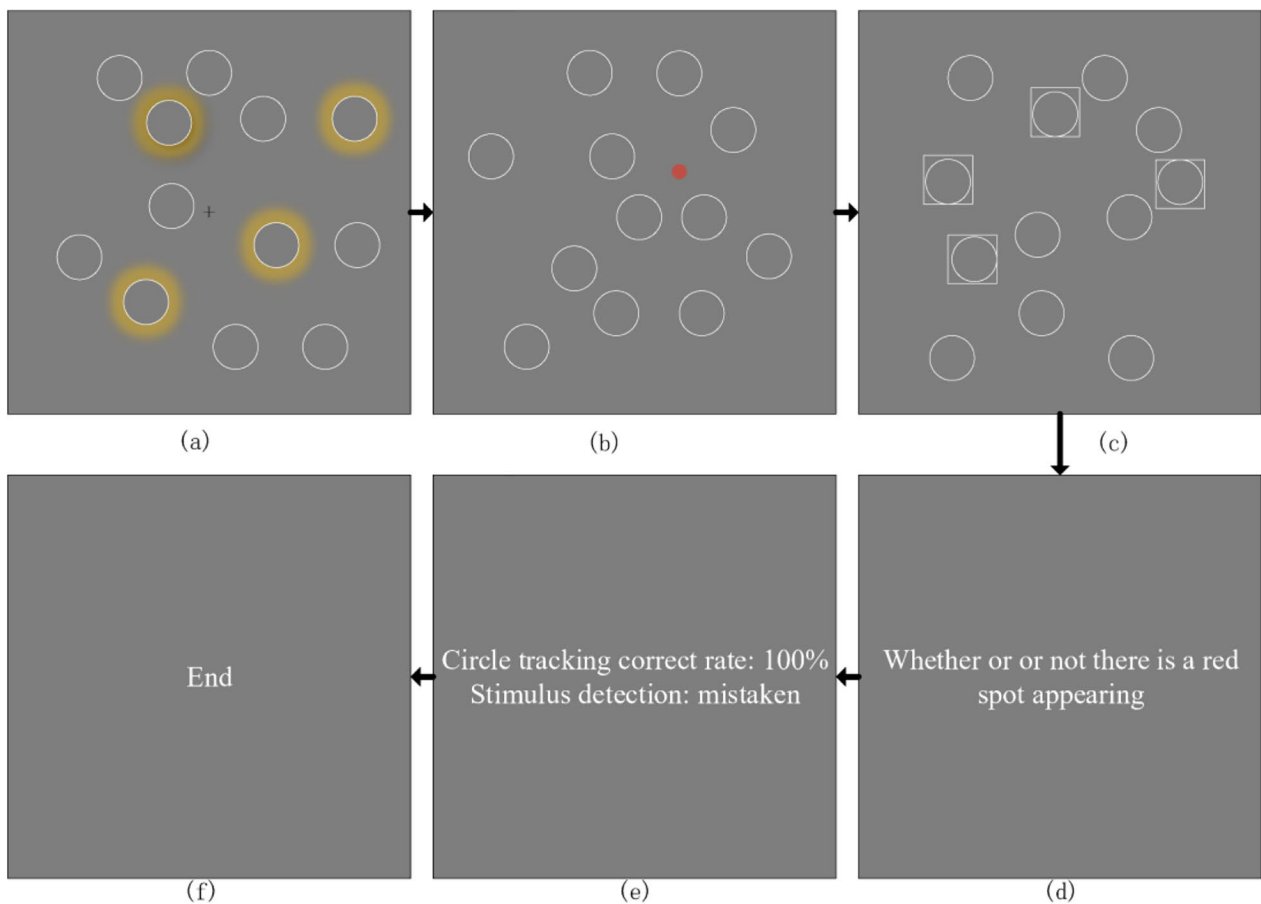 (a)
(b)
(c)
Whether or or not there is a red
spot appearing
(d)
Circle tracking correct rate: 100%
Stimulus detection: mistaken
(e)
End
(f)